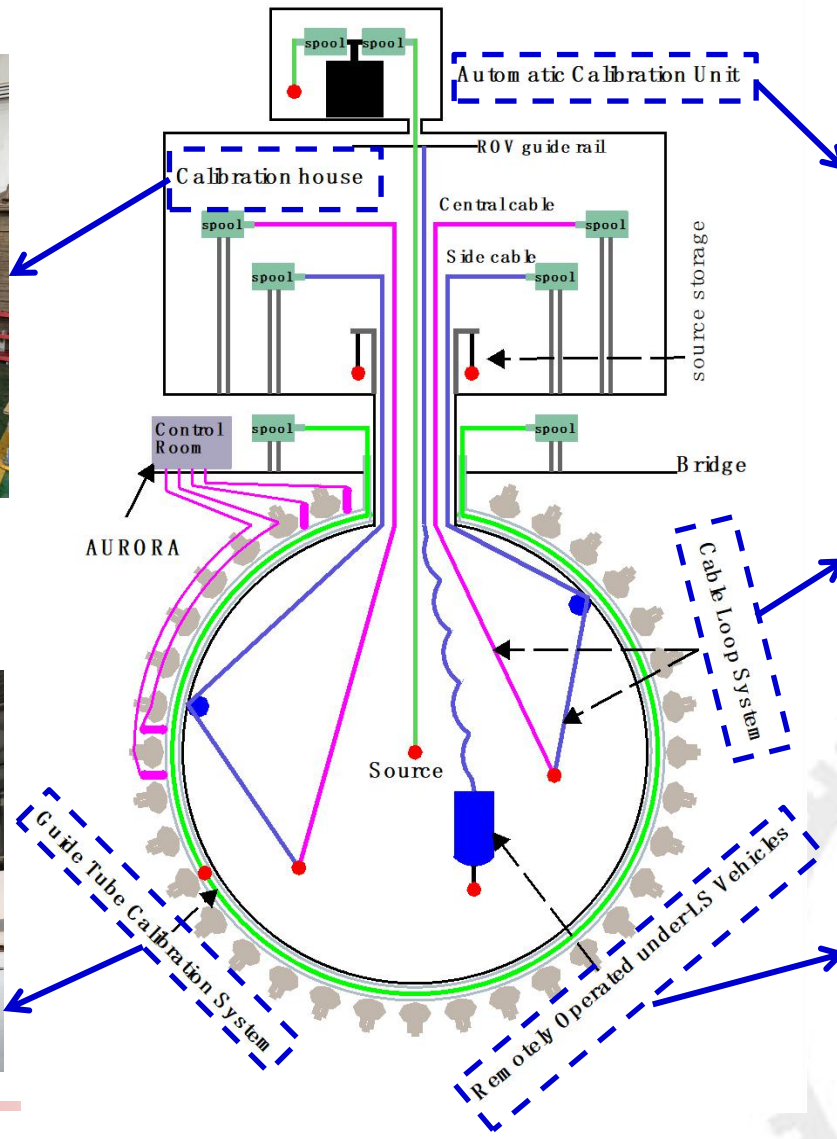 spool
spool
Automatic Calibration Unit
ROV guide rail
Calibration house
Central cable
spool
spool
Side cable
spool
spool
source storage
Control
Room
spool
spool
Bridge
AURORA
Cable Loop System
Source
Guide Tube Calibration System
Remotely Operated under LS Vehicles